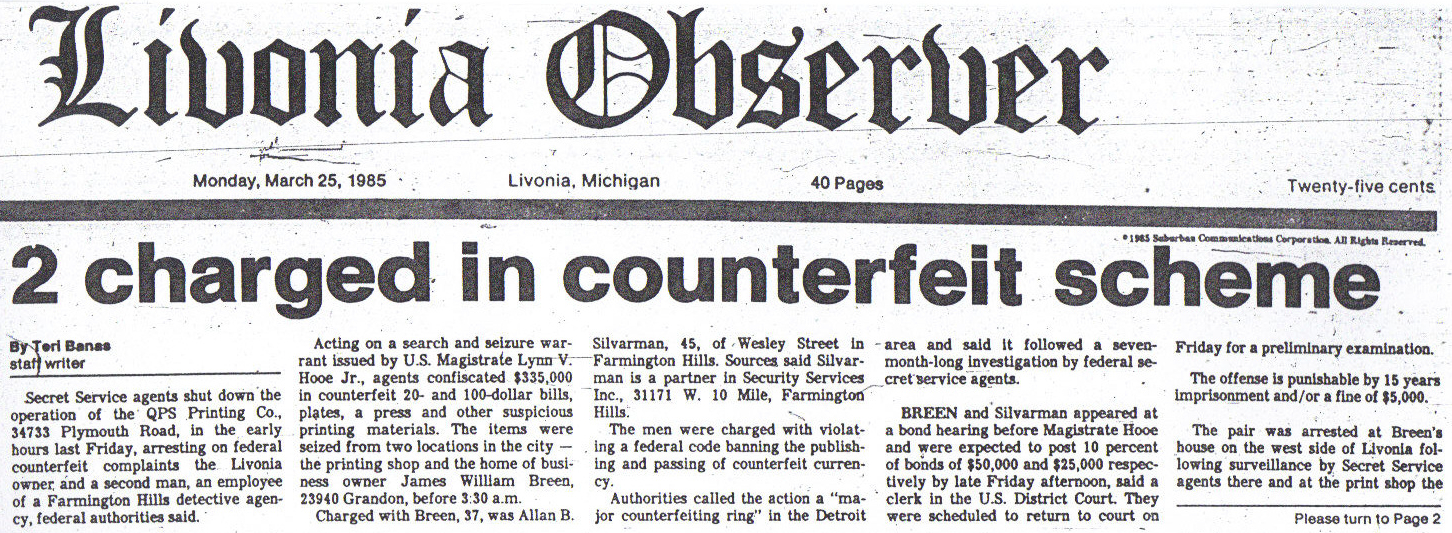 Livonia Observer
Monday, March 25, 1985
Livonia, Michigan
40 Pages
Twenty-five cents
©1985 Suburban Communications Corporation. All Rights Reserved.
2 charged in counterfeit scheme
By Teri Banas
staff writer
Secret Service agents shut down the
operation of the QPS Printing Co.,
34733 Plymouth Road, in the early
hours last Friday, arresting on federal
counterfeit complaints the Livonia
owner and a second man, an employee
of a Farmington Hills detective agen-
cy, federal authorities said.
Acting on a search and seizure war-
rant issued by U.S. Magistrate Lynn V.
Hooe Jr., agents confiscated $335,000
in counterfeit 20- and 100-dollar bills,
plates, a press and other suspicious
printing materials. The items were
seized from two locations in the city —
the printing shop and the home of busi-
ness owner James William Breen,
23940 Grandon, before 3:30 a.m.
Charged with Breen, 37, was Allan B.
Silvarman, 45, of Wesley Street in
Farmington Hills. Sources said Silvar-
man is a partner in Security Services
Inc., 31171 W. 10 Mile, Farmington
Hills.
The men were charged with violat-
ing a federal code banning the publish-
ing and passing of counterfeit curren-
cy.
Authorities called the action a "ma-
jor counterfeiting ring" in the Detroit
area and said it followed a seven-
month-long investigation by federal se-
cret service agents.
BREEN and Silvarman appeared at
a bond hearing before Magistrate Hooe
and were expected to post 10 percent
of bonds of $50,000 and $25,000 respec-
tively by late Friday afternoon, said a
clerk in the U.S. District Court. They
were scheduled to return to court on
Friday for a preliminary examination.
The offense is punishable by 15 years
imprisonment and/or a fine of $5,000.
The pair was arrested at Breen's
house on the west side of Livonia fol-
lowing surveillance by Secret Service
agents there and at the print shop the
Please turn to Page 2